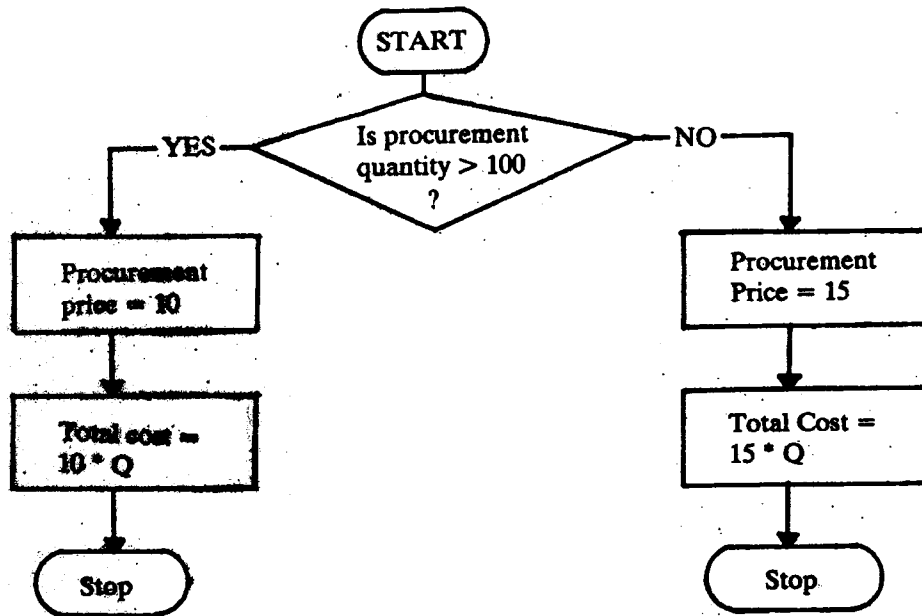 START
Is procurement
quantity > 100
?
YES
NO
Procurement
price = 10
Procurement
Price = 15
Total cost =
10 * Q
Total Cost =
15 * Q
Stop
Stop